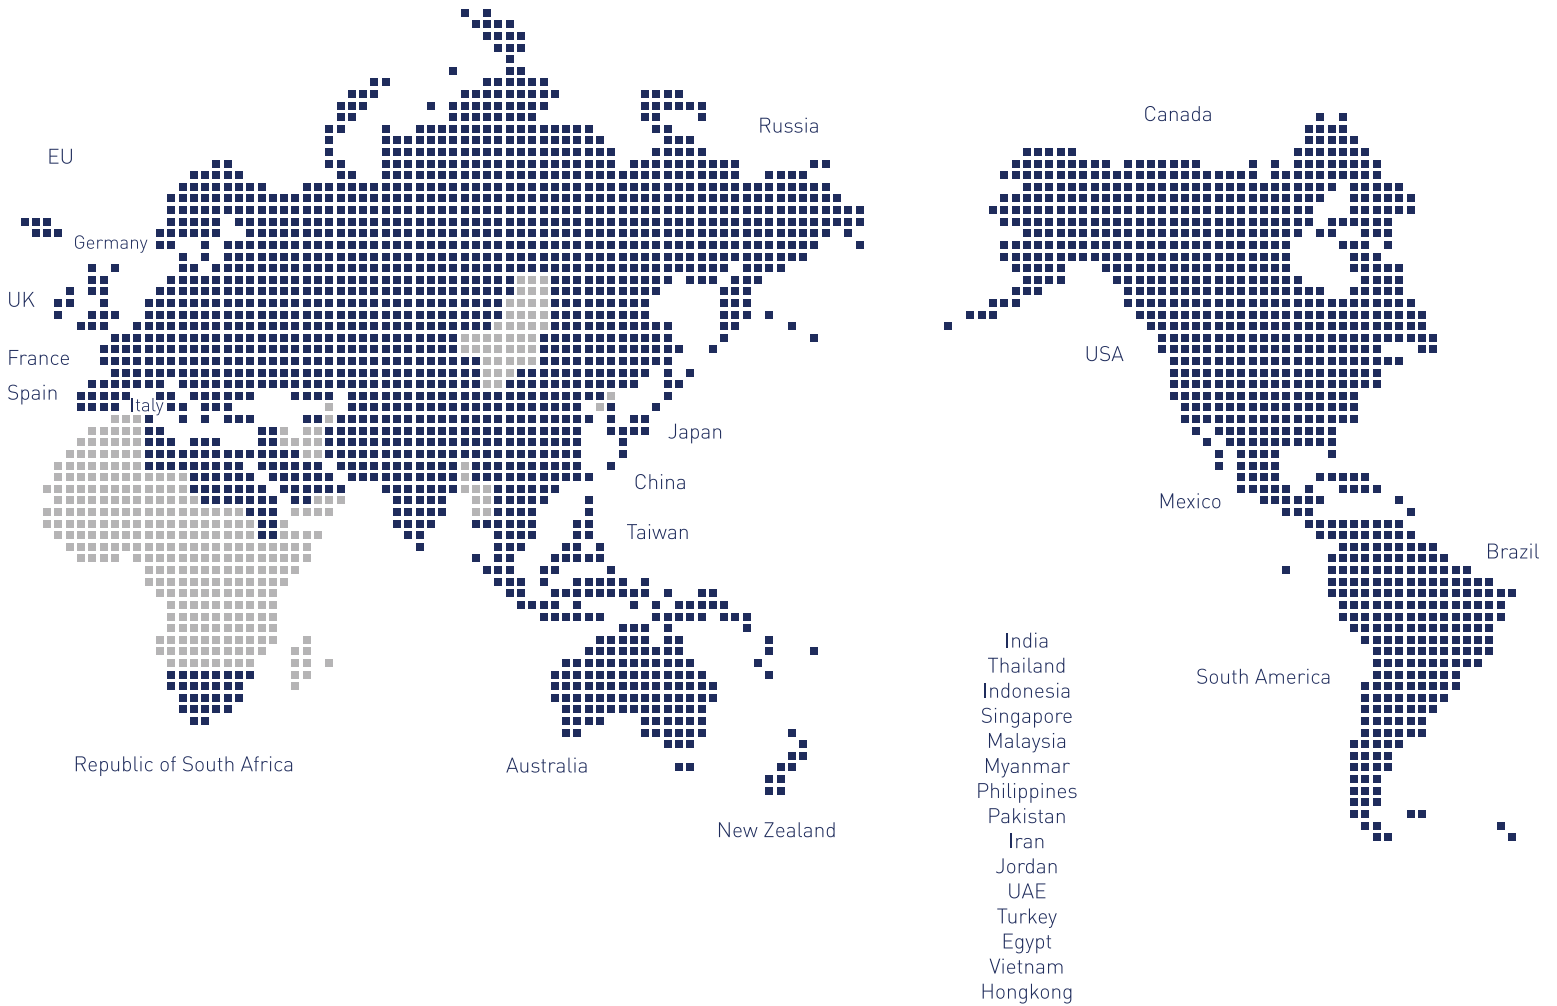 Canada
Russia
EU
Germany
UK
France
USA
Spain
Italy
Japan
China
Mexico
Taiwan
Brazil
India
Thailand
South America
Indonesia
Singapore
Malaysia
Republic of South Africa
Australia
Myanmar
Philippines
Pakistan
New Zealand
Iran
Jordan
UAE
Turkey
Egypt
Vietnam
Hongkong